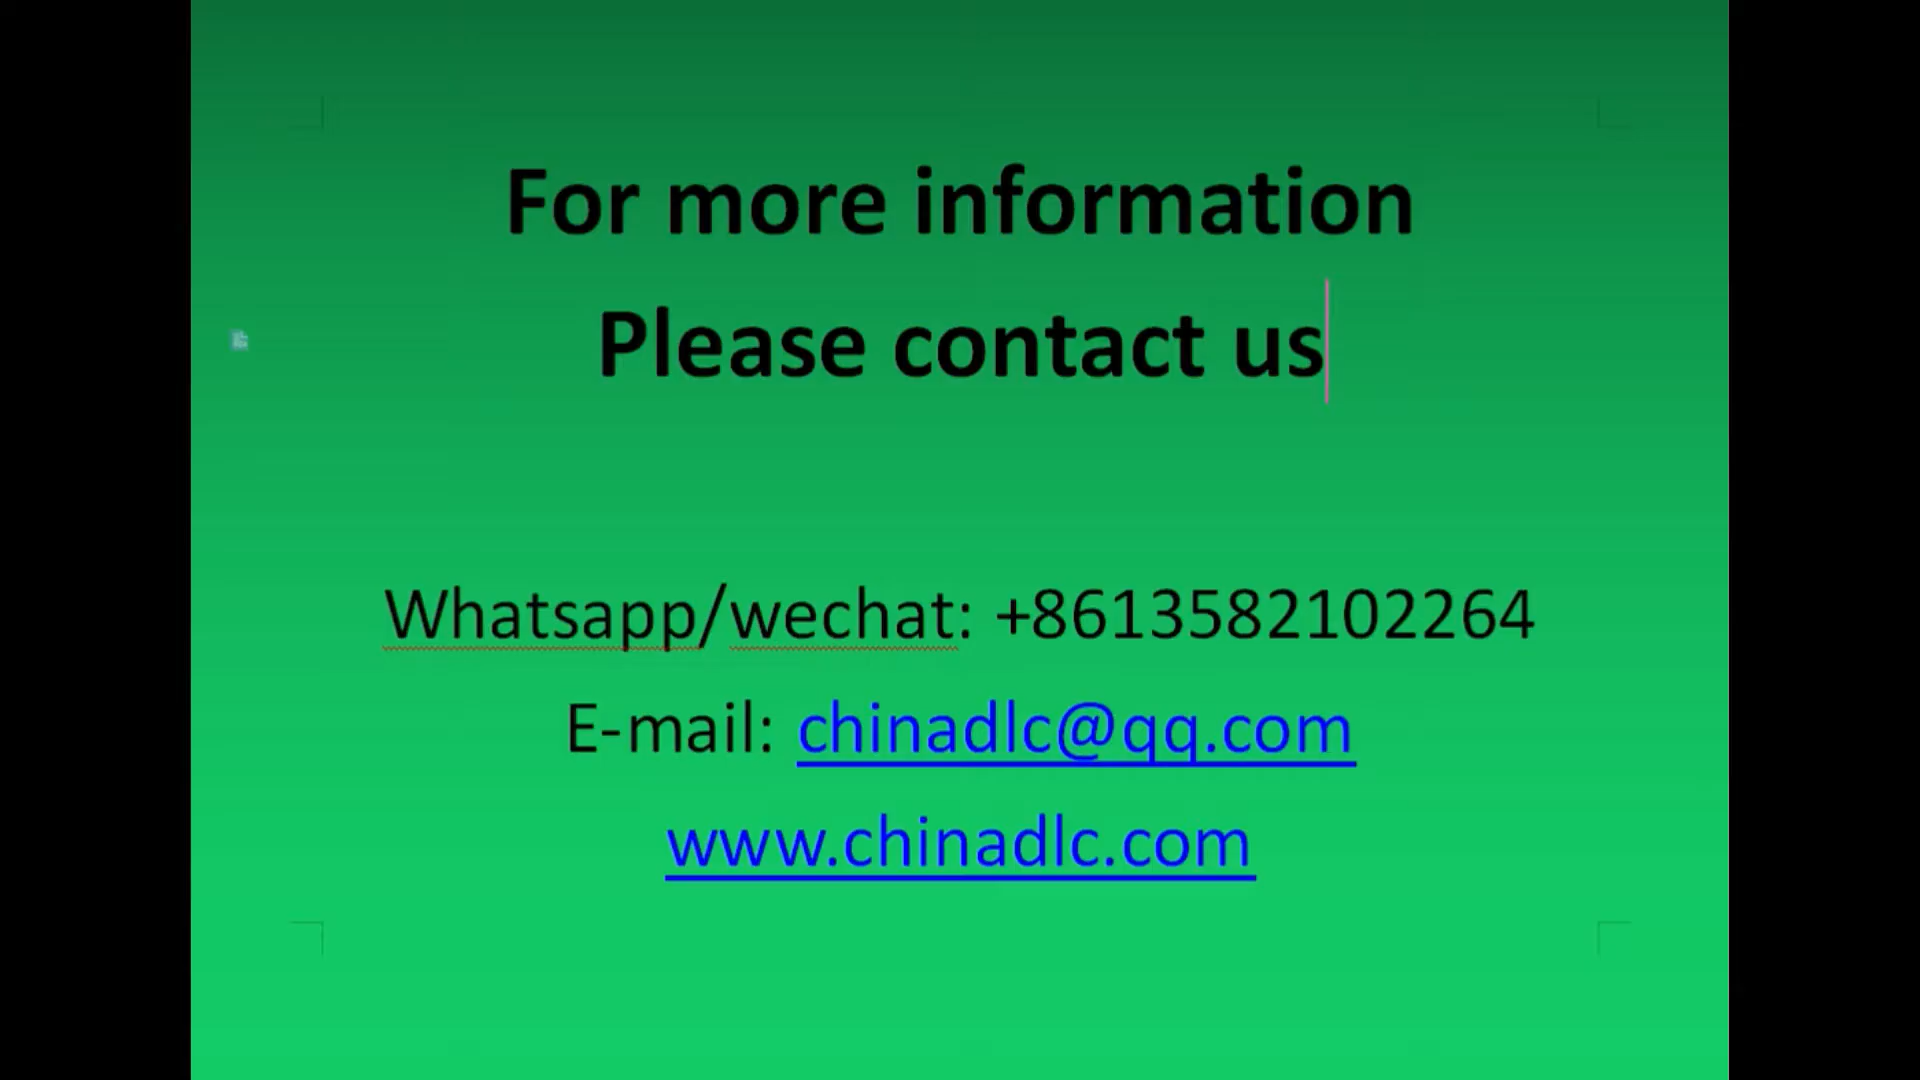 For more information
Please contact us
Whatsapp/wechat: +8613582102264
E-mail: chinadlc@qq.com
www.chinadlc.com